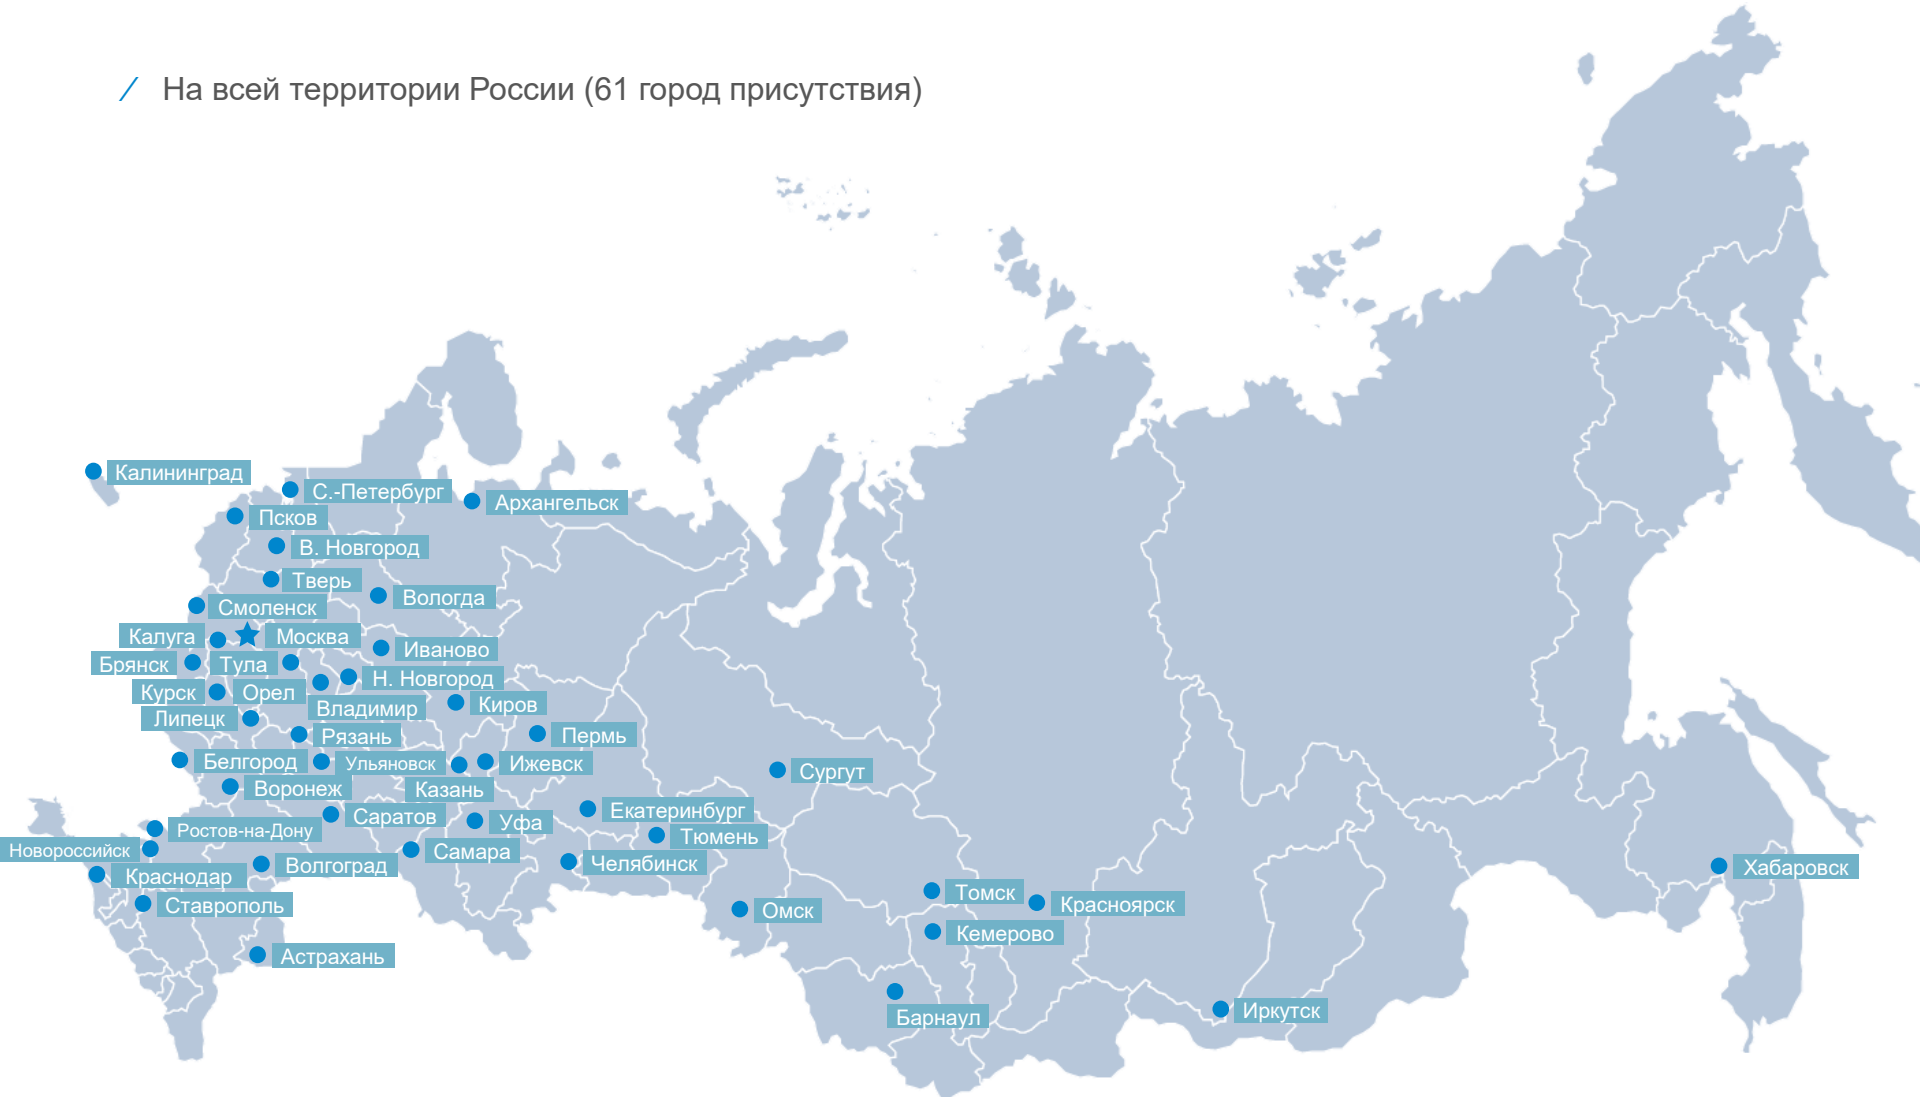 / На всей территории России (61 город присутствия)
Калининград
С.-Петербург
Архангельск
Псков
В. Новгород
Тверь
Вологда
Смоленск
Калуга
Москва
Иваново
Брянск
Тула
Н. Новгород
Курск
Орел
Владимир
Киров
Липецк
Рязань
Пермь
Белгород
Ульяновск
Ижевск
Сургут
Воронеж
Казань
Екатеринбург
Саратов
Уфа
Ростов-на-Дону
Тюмень
Новороссийск
Самара
Волгоград
Челябинск
Хабаровск
Краснодар
Томск
Красноярск
Ставрополь
Омск
Кемерово
Астрахань
Барнаул
Иркутск